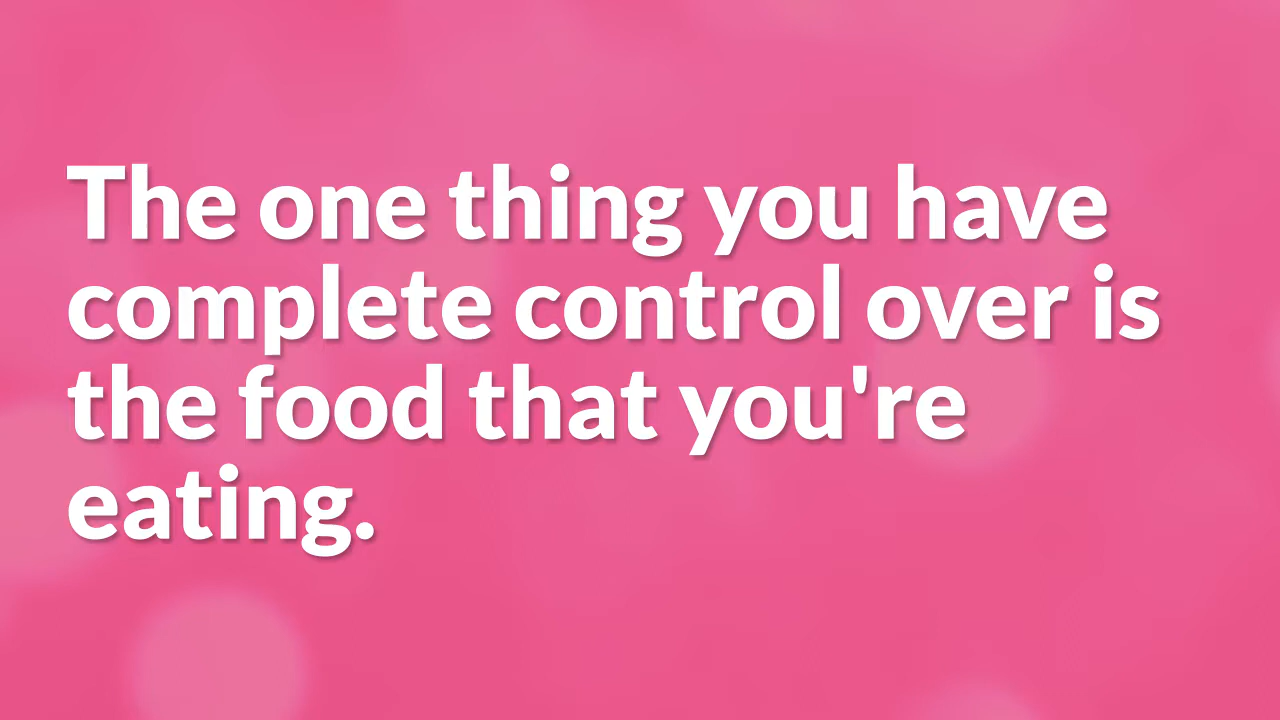 The one thing you have
complete control over is
the food that you're
eating.